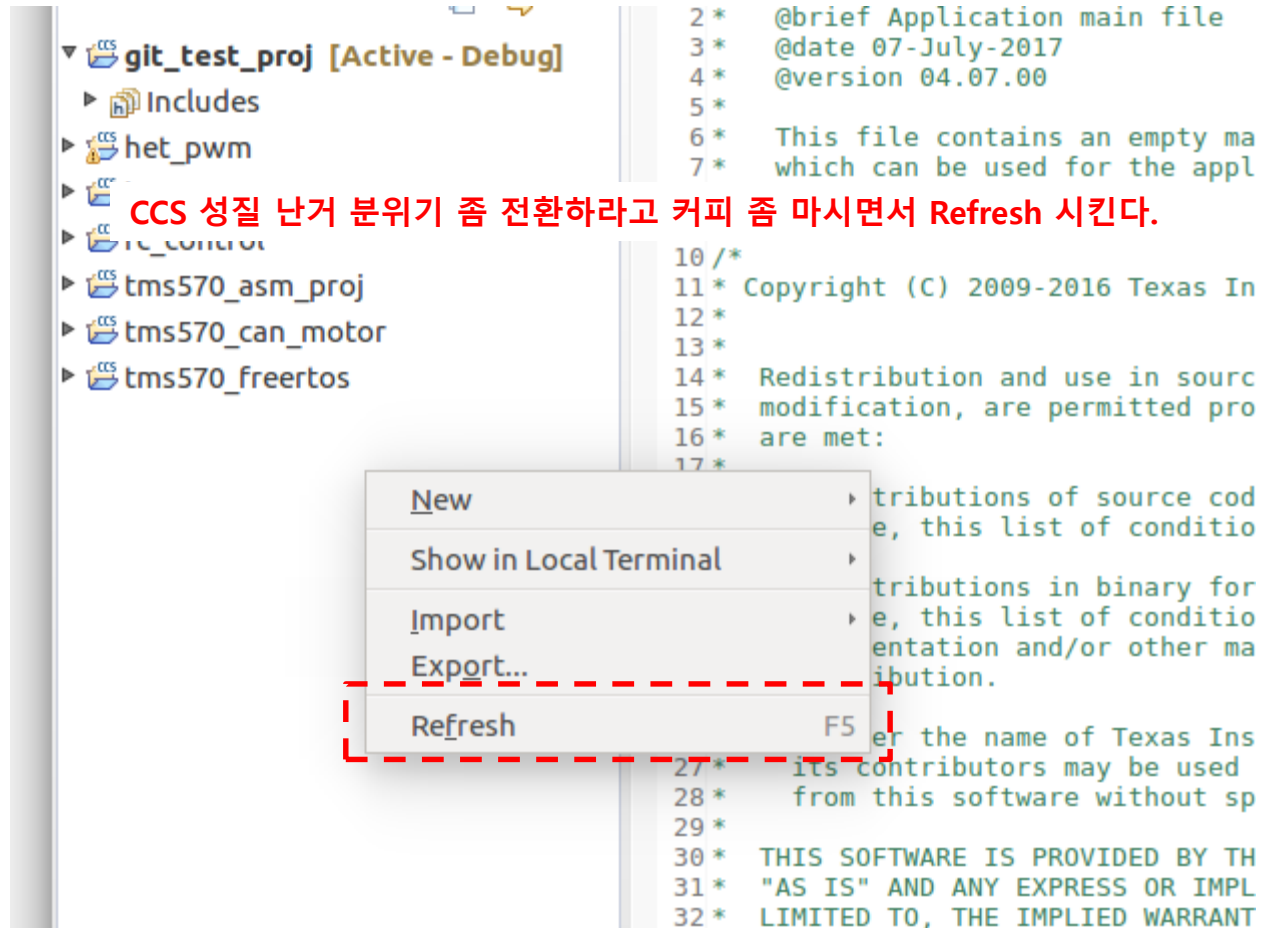 git_test_proj [Active - Debug]
Includes
het_pwm
rc_control
tms570_asm_proj
tms570_can_motor
tms570_freertos
CCS 성질 난거 분위기 좀 전환하라고 커피 좀 마시면서 Refresh 시킨다.
New
Show in Local Terminal
Import
Export...
Refresh F5
2 * @brief Application main file
3 * @date 07-July-2017
4 * @version 04.07.00
5 *
6 * This file contains an empty ma
7 * which can be used for the appl
10 /*
11 * Copyright (C) 2009-2016 Texas In
12 *
13 *
14 * Redistribution and use in sourc
15 * modification, are permitted pro
16 * are met:
17 *
tributions of source cod
e, this list of conditio
tributions in binary for
e, this list of conditio
entation and/or other ma
ibution.
er the name of Texas Ins
27 * its contributors may be used
28 * from this software without sp
29 *
30 * THIS SOFTWARE IS PROVIDED BY TH
31 * "AS IS" AND ANY EXPRESS OR IMPL
32 * LIMITED TO, THE IMPLIED WARRANT